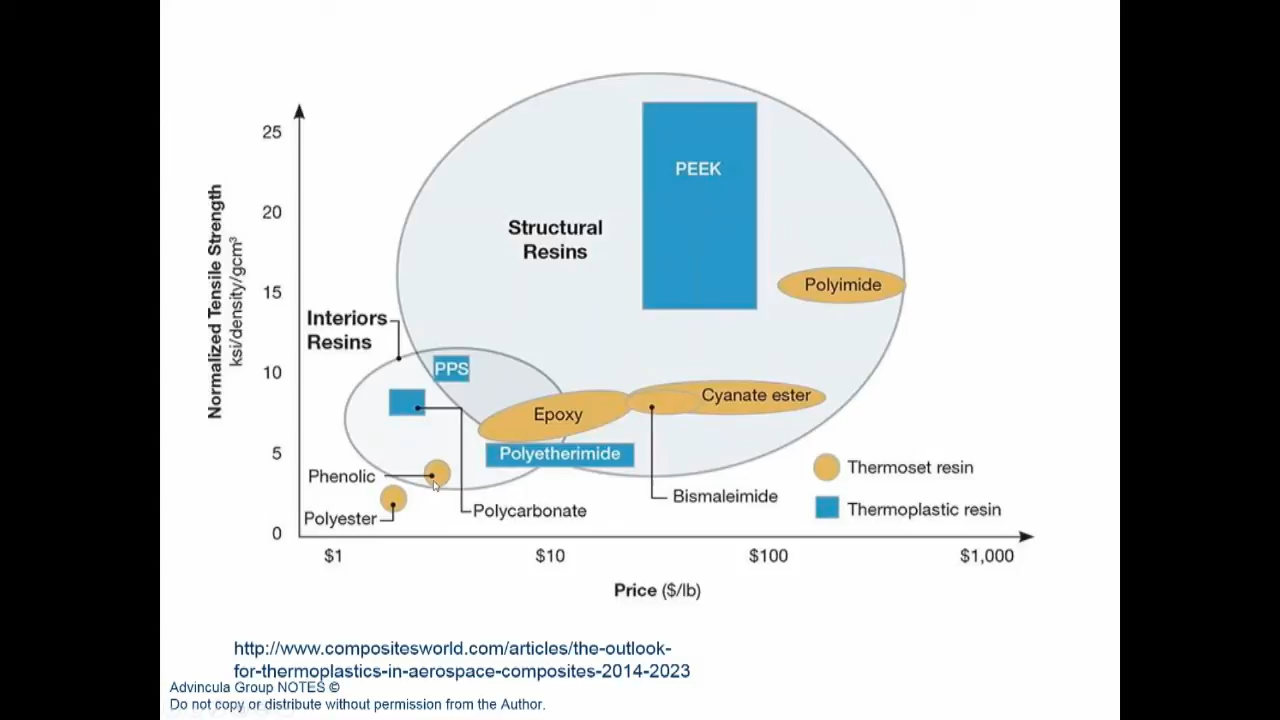 25
20
15
10
5
0
Normalized Tensile Strength
ksi/density/gcm³
PEEK
Structural
Resins
Polyimide
Interiors
Resins
PPS
Cyanate ester
Epoxy
Polyetherimide
Phenolic
Bismaleimide
Polycarbonate
Polyester
Thermoset resin
Thermoplastic resin
$1
$10
$100
$1,000
Price ($/lb)
http://www.compositesworld.com/articles/the-outlook-
for-thermoplastics-in-aerospace-composites-2014-2023
Advincula Group NOTES ©
Do not copy or distribute without permission from the Author.